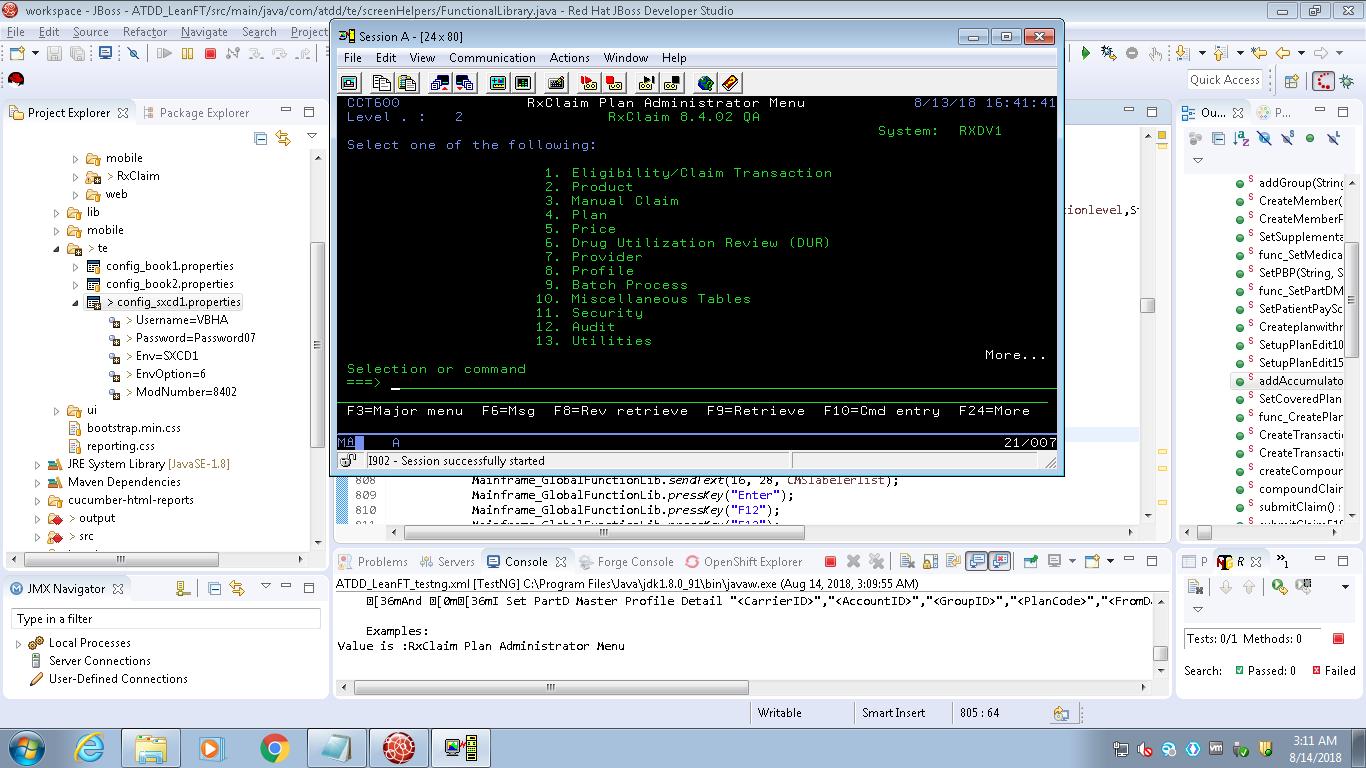 workspace - JBoss - ATDD_LeanFT/src/main/java/com/atdd/te/screenHelpers/FunctionalLibrary.java - Red Hat JBoss Developer Studio
File Edit Source Refactor Navigate Search Project
Quick Access
Project Explorer Package Explorer
mobile
> RxClaim
web
lib
mobile
> te
config_book1.properties
config_book2.properties
> config_sxcd1.properties
> Username=VBHA
> Password=Password07
> Env=SXCD1
> EnvOption=6
> ModNumber=8402
ui
bootstrap.min.css
reporting.css
JRE System Library [JavaSE-1.8]
Maven Dependencies
cucumber-html-reports
> output
> src
Session A - [24 x 80]
File Edit View Communication Actions Window Help
CCT600 RxClaim Plan Administrator Menu 8/13/18 16:41:41
Level . : 2 RxClaim 8.4.02 QA
System: RXDV1
Select one of the following:
1. Eligibility/Claim Transaction
2. Product
3. Manual Claim
4. Plan
5. Price
6. Drug Utilization Review (DUR)
7. Provider
8. Profile
9. Batch Process
10. Miscellaneous Tables
11. Security
12. Audit
13. Utilities
More...
Selection or command
===>
F3=Major menu F6=Msg F8=Rev retrieve F9=Retrieve F10=Cmd entry F24=More
MA A 21/007
I902 - Session successfully started
ionlevel,S
808 Mainframe_GlobalFunctionLib.sendText(16, 28, CMSlabelerlist);
809 Mainframe_GlobalFunctionLib.pressKey("Enter");
810 Mainframe_GlobalFunctionLib.pressKey("F12");
811 Mainframe_GlobalFunctionLib.pressKey("F12");
Ou... P...
addGroup(String
CreateMember(
CreateMemberF
SetSupplementa
func_SetMedica
SetPBP(String, S
func_SetPartDM
SetPatientPaySc
Createplanwithr
SetupPlanEdit10
SetupPlanEdit15
addAccumulato
SetCoveredPlan
func_CreatePlan
CreateTransacti
CreateTransacti
createCompour
compoundClair
submitClaim() :
JMX Navigator
Type in a filter
Local Processes
Server Connections
User-Defined Connections
Problems Servers Console Forge Console OpenShift Explorer
ATDD_LeanFT_testng.xml [TestNG] C:\Program Files\Java\jdk1.8.0_91\bin\javaw.exe (Aug 14, 2018, 3:09:55 AM)
[36mAnd [0m[36mI Set PartD Master Profile Detail "<CarrierID>","<AccountID>","<GroupID>","<PlanCode>","<FromDa
Examples:
Value is :RxClaim Plan Administrator Menu
P R »1
Tests: 0/1 Methods: 0
Search: Passed: 0 Failed
Writable Smart Insert 805 : 64
3:11 AM
8/14/2018